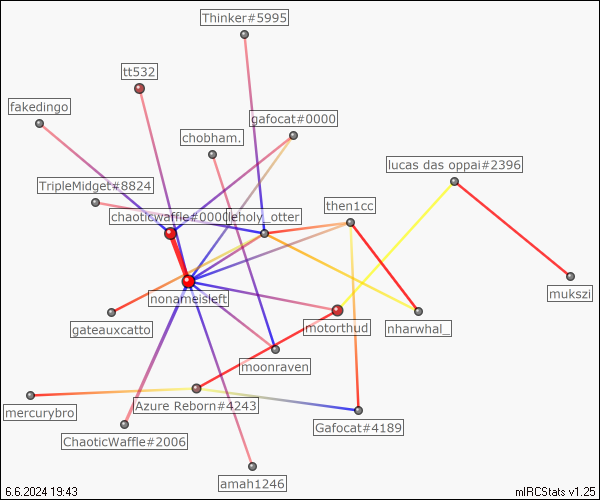 Thinker#5995
tt532
fakedingo
gafocat#0000
chobham.
lucas das oppai#2396
TripleMidget#8824
then1cc
chaoticwaffle#0000
leholy_otter
mukszi
nonameisleft
gateauxcatto
motorthud
nharwhal_
moonraven
mercurybro
Azure Reborn#4243
Gafocat#4189
ChaoticWaffle#2006
amah1246
6.6.2024 19:43
mIRCStats v1.25